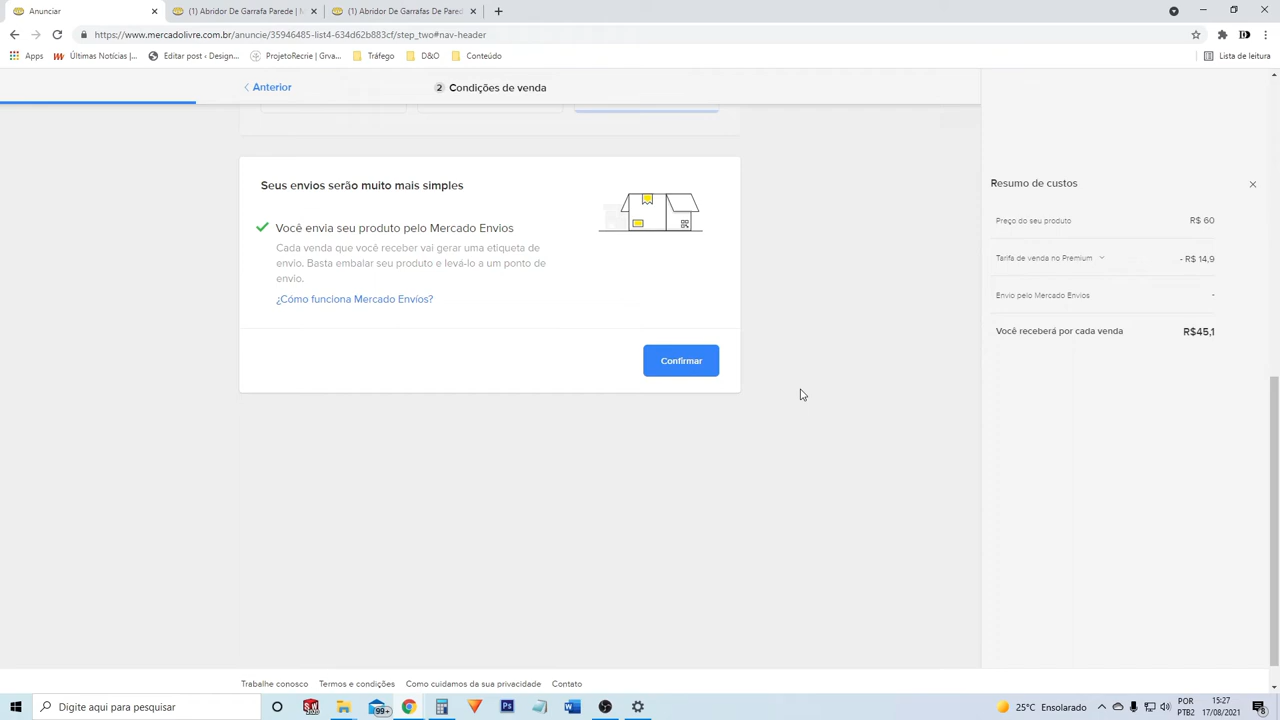 Anunciar
(1) Abridor De Garrafa Parede | M
(1) Abridor De Garrafas De Pared
https://www.mercadolivre.com.br/anuncie/35946485-list4-634d62b883cf/step_two#nav-header
Apps
Últimas Notícias |...
Editar post ‹ Design...
ProjetoRecrie | Grva...
Tráfego
D&O
Conteúdo
Lista de leitura
Anterior
2 Condições de venda
Seus envios serão muito mais simples
Você envia seu produto pelo Mercado Envios
Cada venda que você receber vai gerar uma etiqueta de
envio. Basta embalar seu produto e levá-lo a um ponto de
envio.
¿Cómo funciona Mercado Envios?
Confirmar
Resumo de custos
Preço do seu produto R$ 60
Tarifa de venda no Premium - R$ 14,9
Envio pelo Mercado Envios -
Você receberá por cada venda R$45,1
Trabalhe conosco Termos e condições Como cuidamos da sua privacidade Contato
Digite aqui para pesquisar
99+
25°C Ensolarado
POR
PTB2
15:27
17/08/2021